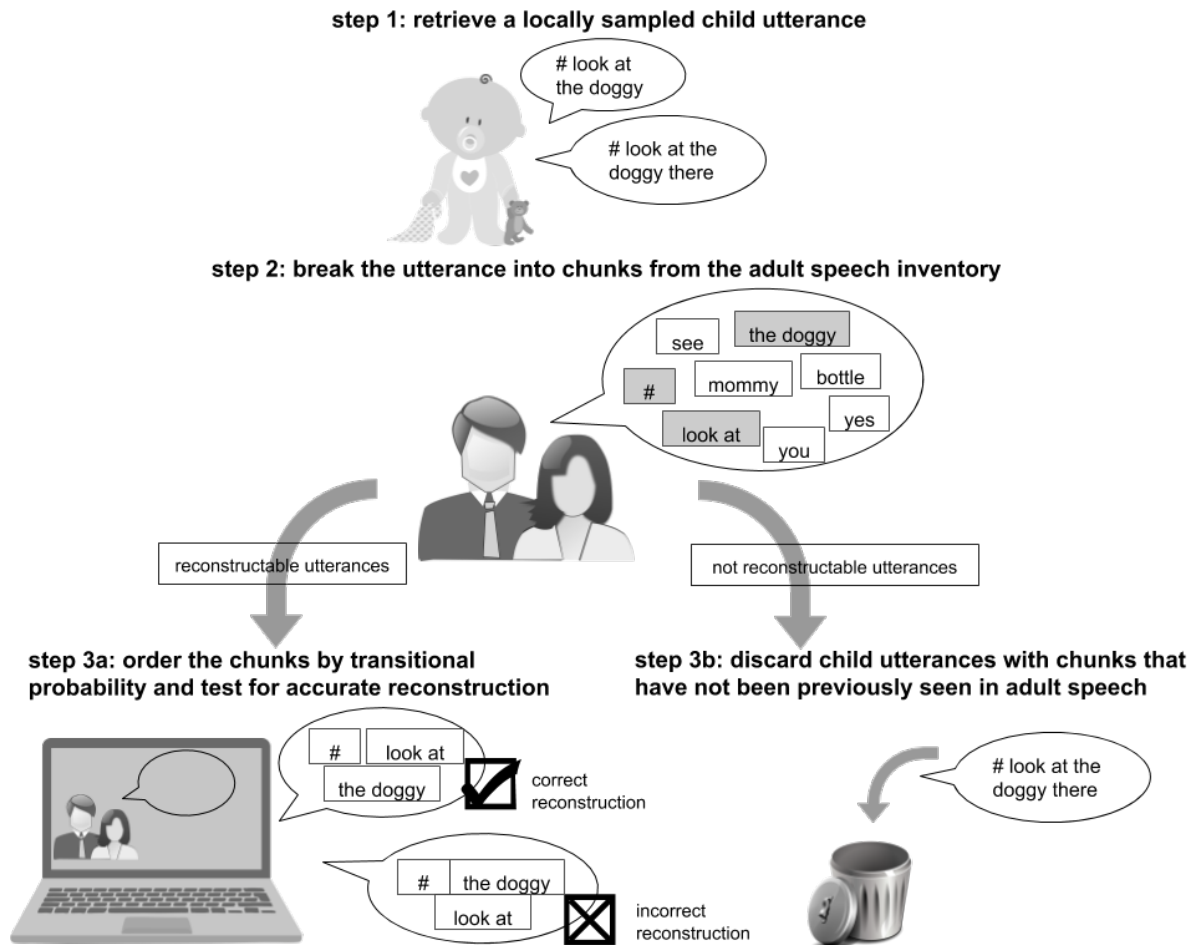 step 1: retrieve a locally sampled child utterance
# look at
the doggy
# look at the
doggy there
step 2: break the utterance into chunks from the adult speech inventory
see
the doggy
#
mommy
bottle
look at
you
yes
reconstructable utterances
not reconstructable utterances
step 3a: order the chunks by transitional
probability and test for accurate reconstruction
#
look at
the doggy
correct
reconstruction
#
the doggy
look at
incorrect
reconstruction
step 3b: discard child utterances with chunks that
have not been previously seen in adult speech
# look at the
doggy there